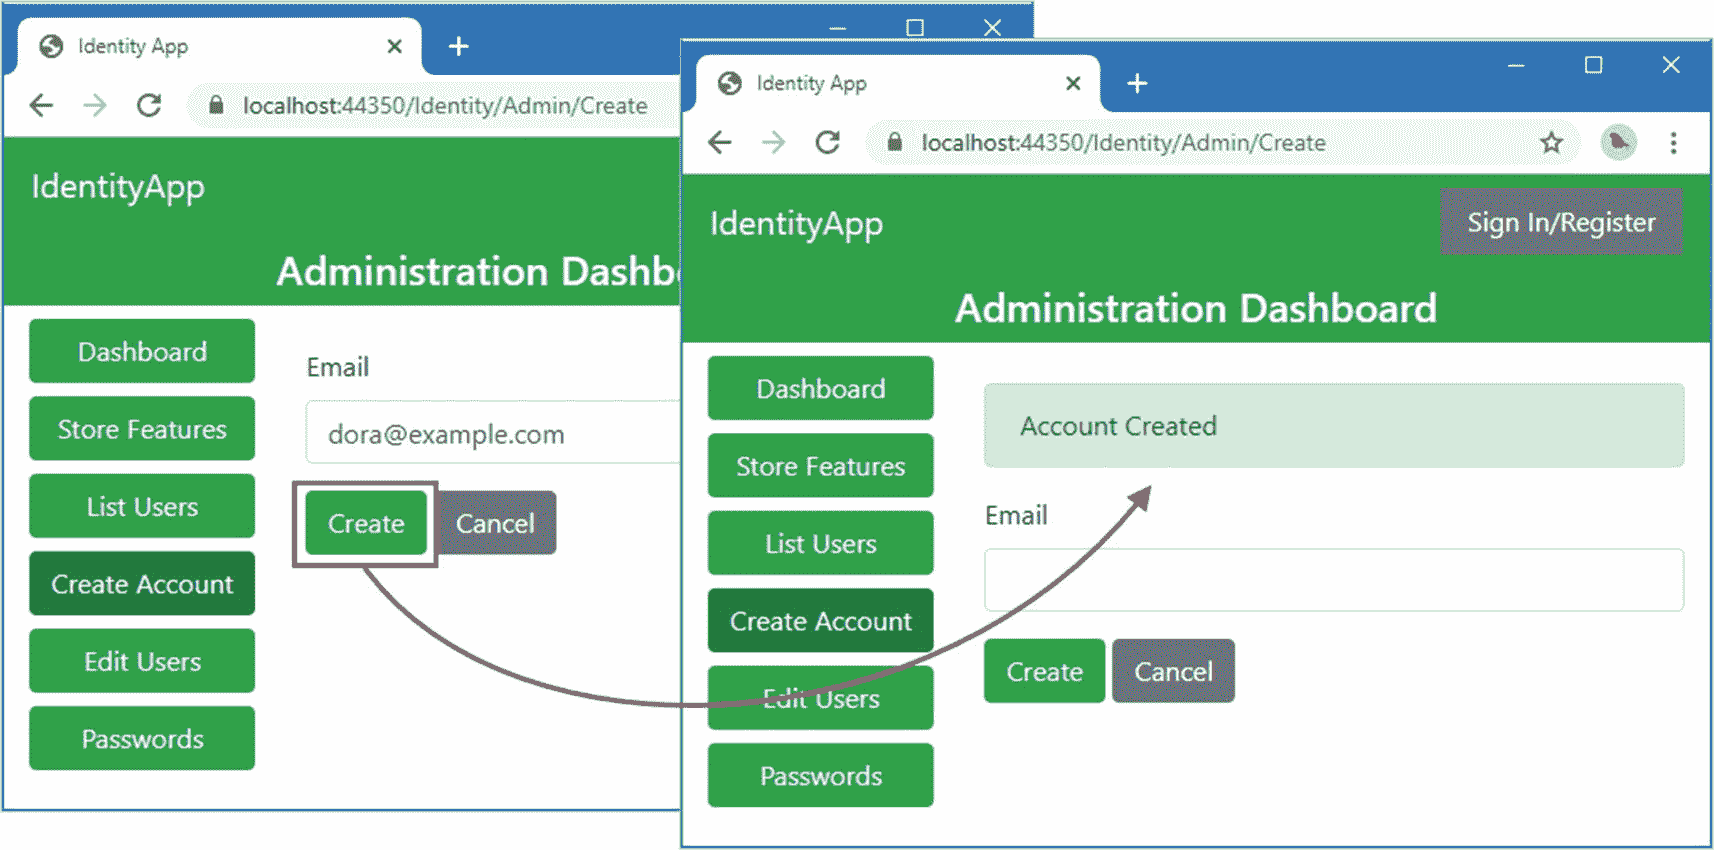 Identity App
localhost:44350/Identity/Admin/Create
IdentityApp
Administration Dashb
Dashboard
Store Features
List Users
Create Account
Edit Users
Passwords
Email
dora@example.com
Create Cancel
Identity App
localhost:44350/Identity/Admin/Create
IdentityApp
Sign In/Register
Administration Dashboard
Dashboard
Store Features
List Users
Create Account
Edit Users
Passwords
Account Created
Email
Create Cancel